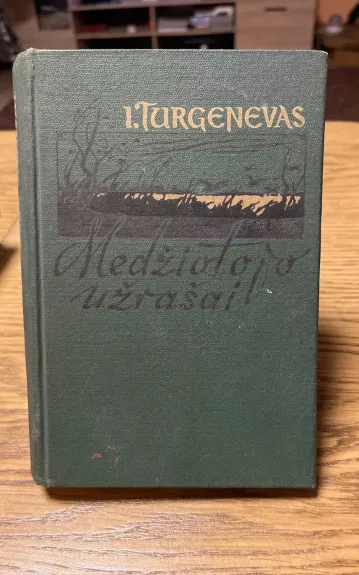 I. TURGENEVAS
Medžiotojo
užrašai